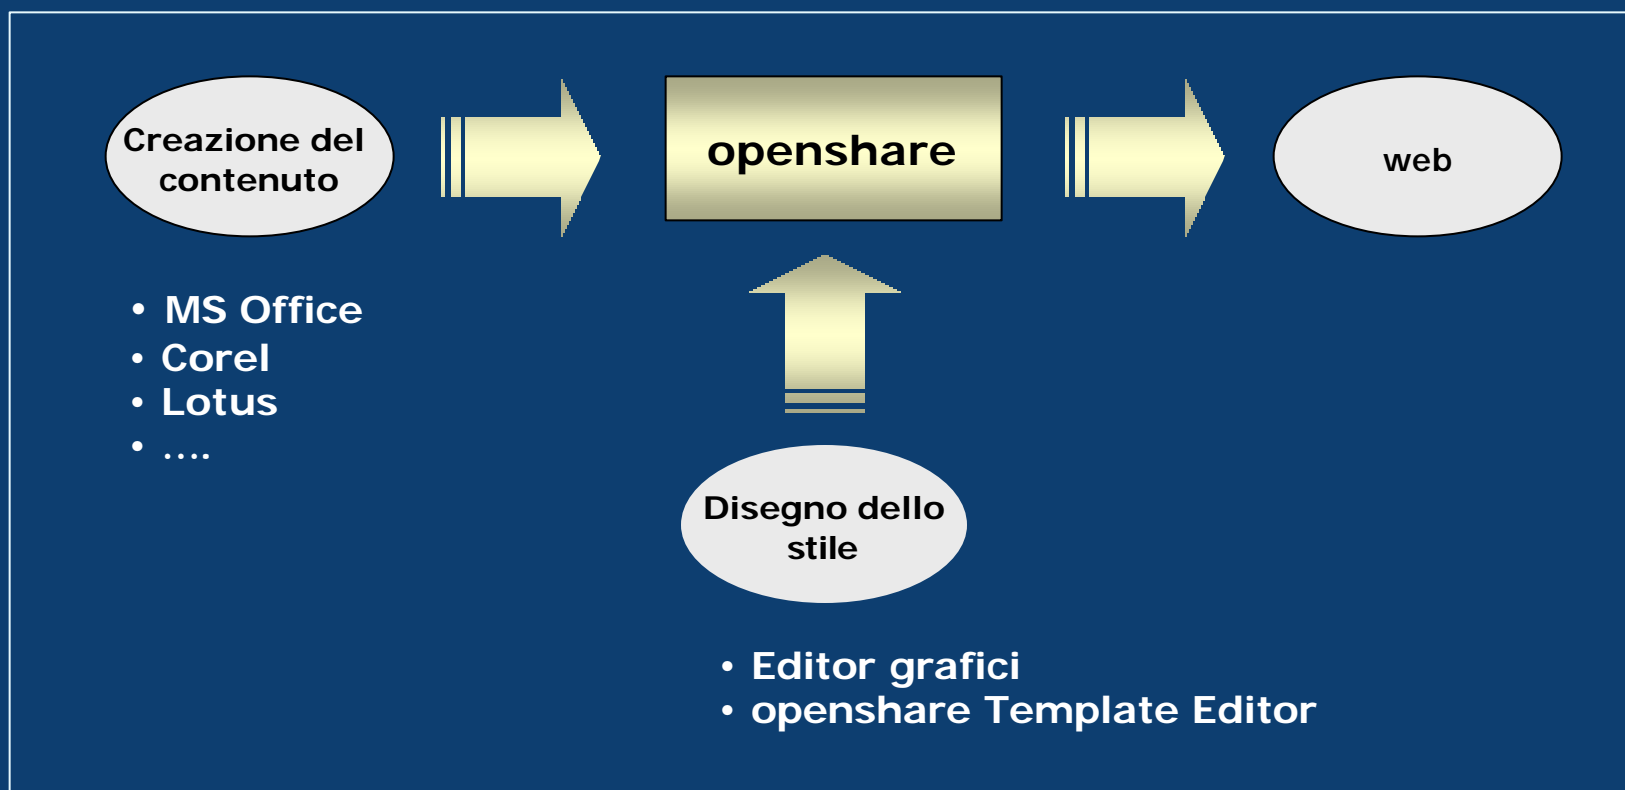 Creazione del
contenuto
openshare
web
• MS Office
• Corel
• Lotus
• ....
Disegno dello
stile
• Editor grafici
• openshare Template Editor